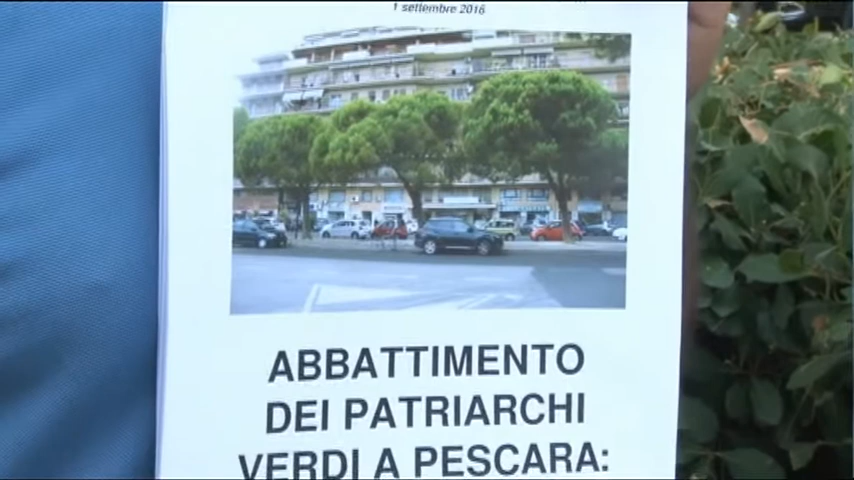 1 settembre 2016
ABBATTIMENTO
DEI PATRIARCHI
VERDI A PESCARA: